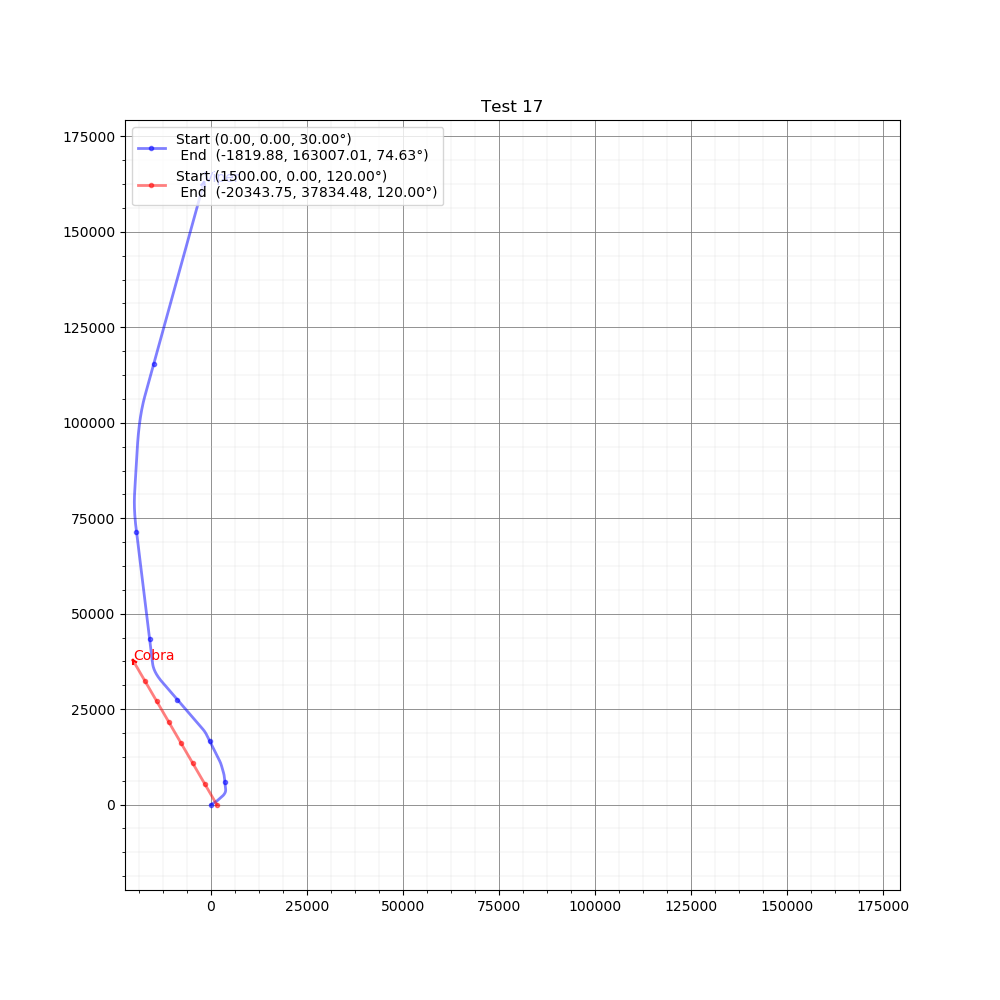 Test 17
Start (0.00, 0.00, 30.00°)
End (-1819.88, 163007.01, 74.63°)
Start (1500.00, 0.00, 120.00°)
End (-20343.75, 37834.48, 120.00°)
175000
150000
125000
100000
75000
50000
25000
0
Cobra
0
25000
50000
75000
100000
125000
150000
175000